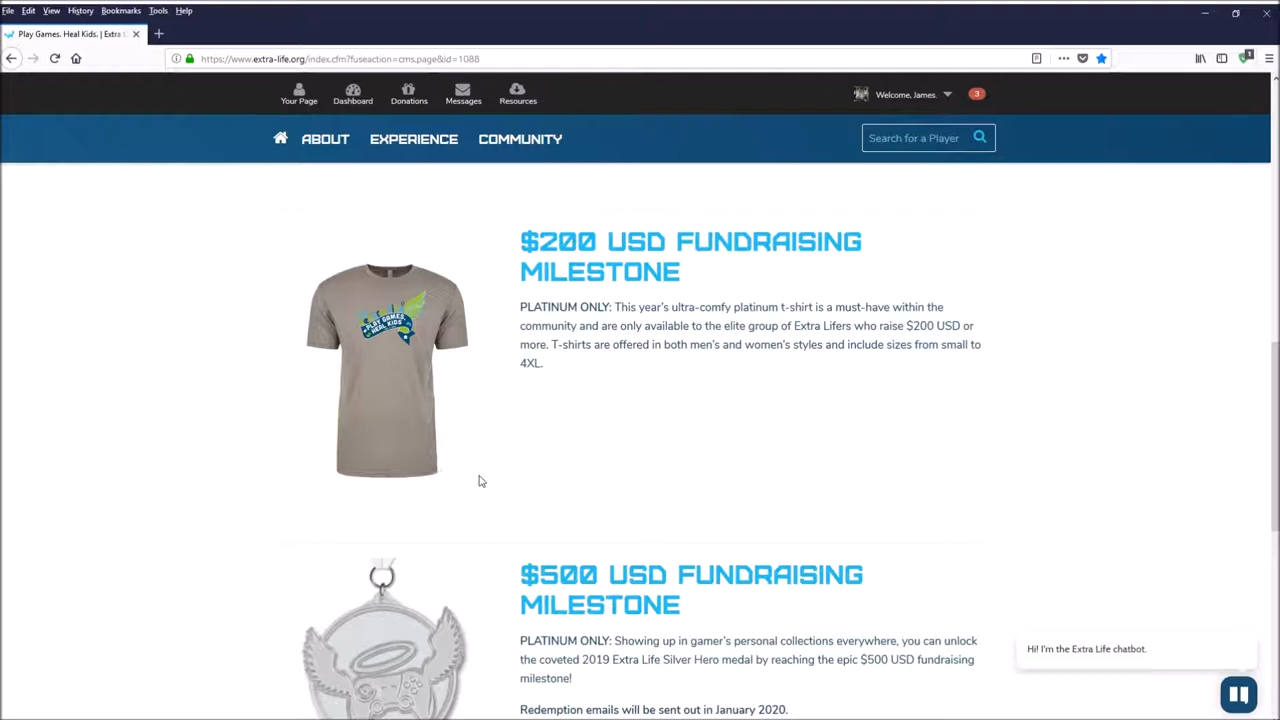 File Edit View History Bookmarks Tools Help
Play Games. Heal Kids. | Extra L
https://www.extra-life.org/index.cfm?fuseaction=cms.page&id=1088
1
Your Page Dashboard Donations Messages Resources
Welcome, James. 3
ABOUT EXPERIENCE COMMUNITY
Search for a Player
$200 USD FUNDRAISING
MILESTONE
PLATINUM ONLY: This year's ultra-comfy platinum t-shirt is a must-have within the
community and are only available to the elite group of Extra Lifers who raise $200 USD or
more. T-shirts are offered in both men's and women's styles and include sizes from small to
4XL.
PLAY GAMES
HEAL KIDS
$500 USD FUNDRAISING
MILESTONE
PLATINUM ONLY: Showing up in gamer's personal collections everywhere, you can unlock
the coveted 2019 Extra Life Silver Hero medal by reaching the epic $500 USD fundraising
milestone!
Redemption emails will be sent out in January 2020.
Hi! I'm the Extra Life chatbot.